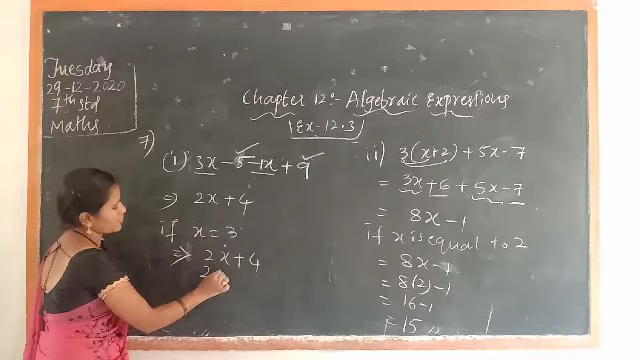 Tuesday
29-12-2020
7th Std
Maths
Chapter 12:- Algebraic Expressions
Ex-12.3
7)
(i) 3x - 5 - x + 9
⇒ 2x + 4
if x = 3
⇒ 2x + 4
2
ii) 3(x+2) + 5x - 7
= 3x + 6 + 5x - 7
= 8x - 1
if x is equal to 2
= 8x - 1
= 8(2) - 1
= 16 - 1
= 15